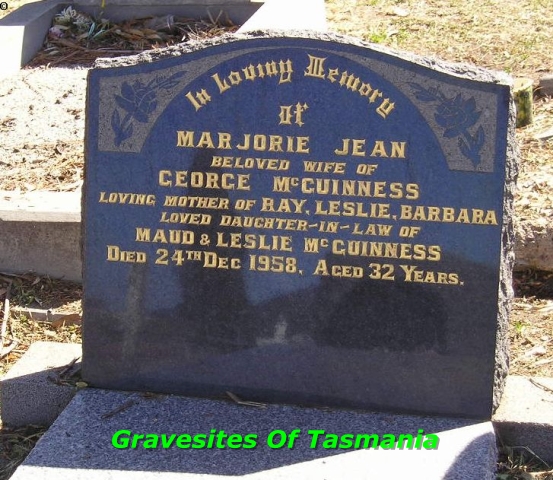 In Loving Memory
of
MARJORIE JEAN
BELOVED WIFE OF
GEORGE McGUINNESS
LOVING MOTHER OF RAY, LESLIE, BARBARA
LOVED DAUGHTER-IN-LAW OF
MAUD & LESLIE McGUINNESS
DIED 24TH DEC 1958. AGED 32 YEARS.
Gravesites Of Tasmania
©